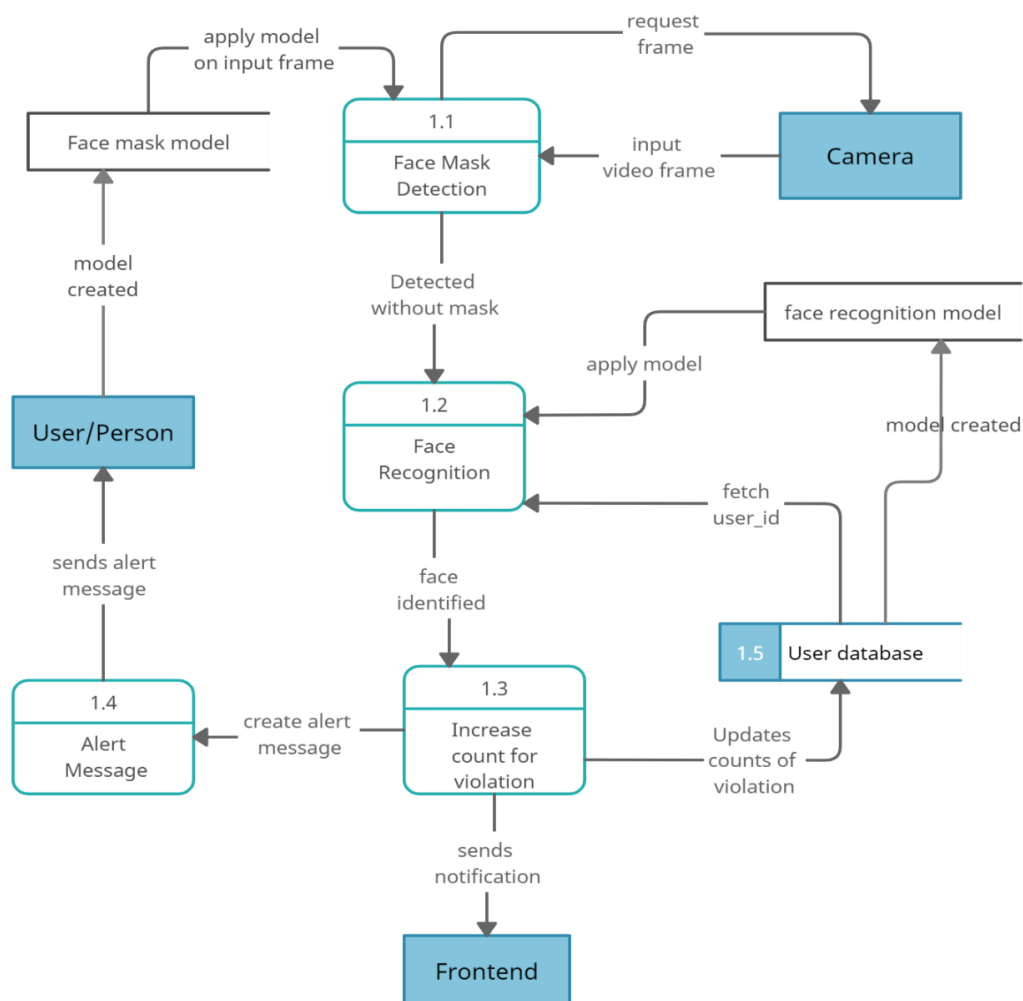 request
frame
apply model
on input frame
1.1
Face mask model
input
video frame
Camera
Face Mask
Detection
model
created
Detected
without mask
face recognition model
apply model
1.2
model created
User/Person
Face
Recognition
fetch
user_id
sends alert
message
face
identified
1.5
User database
1.4
1.3
create alert
message
Alert
Message
Increase
count for
violation
Updates
counts of
violation
sends
notification
Frontend